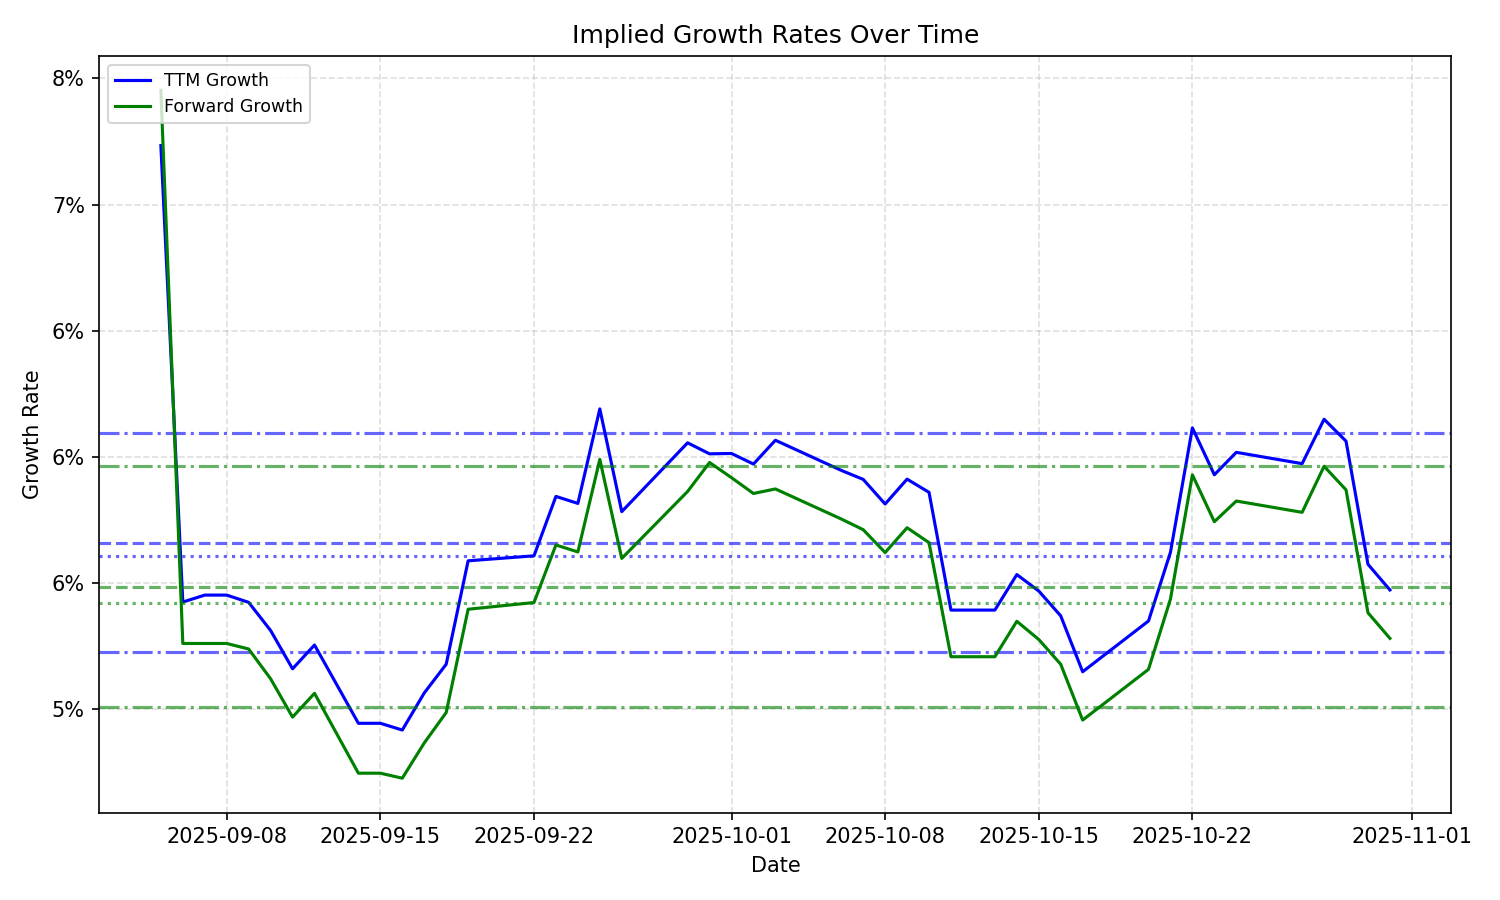 Implied Growth Rates Over Time
TTM Growth
Forward Growth
8%
7%
6%
6%
6%
5%
Growth Rate
2025-09-08
2025-09-15
2025-09-22
2025-10-01
2025-10-08
2025-10-15
2025-10-22
2025-11-01
Date